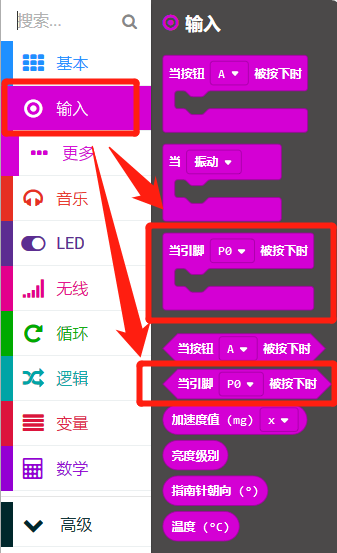 搜索...
基本
输入
更多
音乐
LED
无线
循环
逻辑
变量
数学
高级
输入
当按钮 A 被按下时
当 振动
当引脚 P0 被按下时
当按钮 A 被按下时
当引脚 P0 被按下时
加速度值 (mg) x
亮度级别
指南针朝向 (°)
温度 (°C)